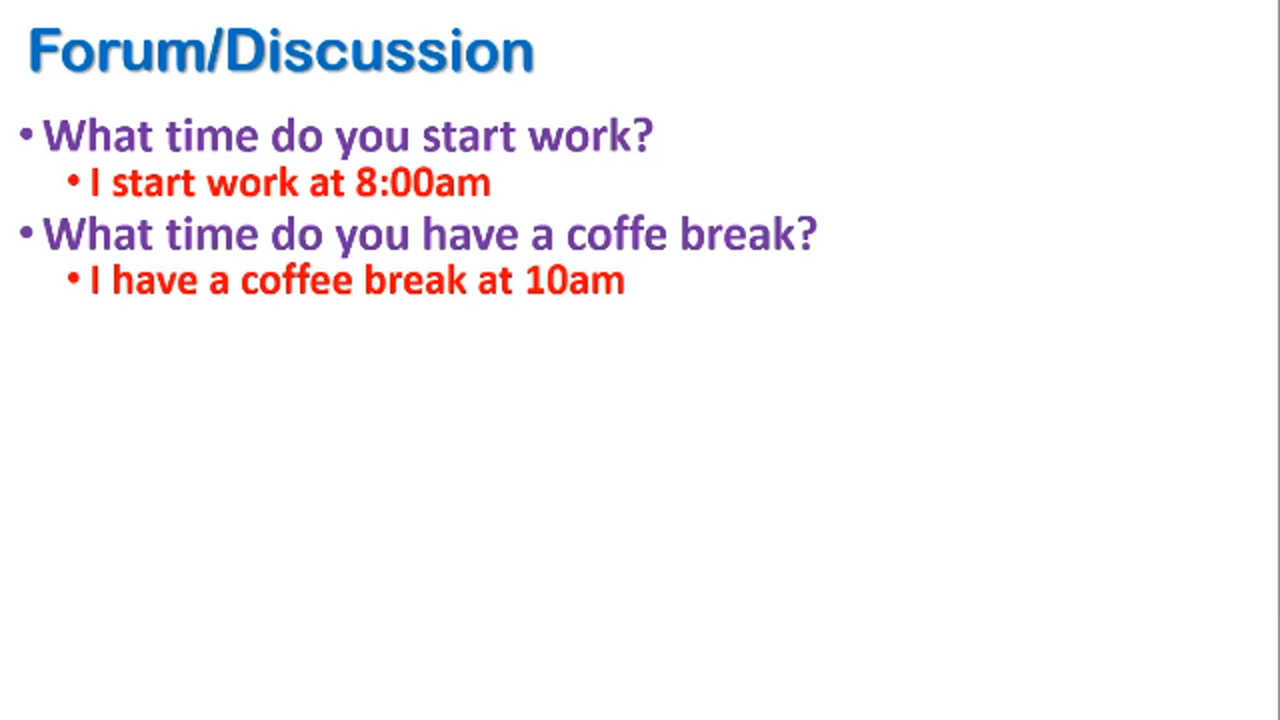 Forum/Discussion
• What time do you start work?
• I start work at 8:00am
• What time do you have a coffe break?
• I have a coffee break at 10am